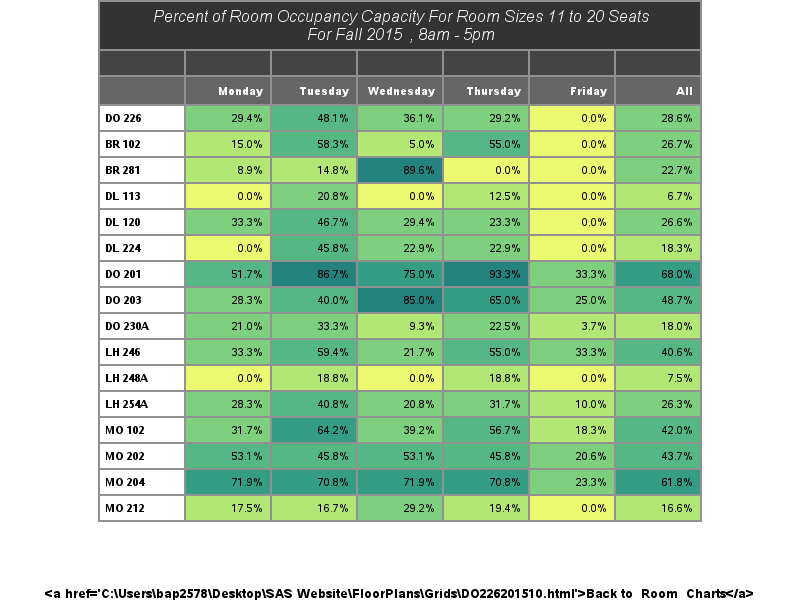 Percent of Room Occupancy Capacity For Room Sizes 11 to 20 Seats
For Fall 2015 , 8am - 5pm
Monday Tuesday Wednesday Thursday Friday All
DO 226 29.4% 48.1% 36.1% 29.2% 0.0% 28.6%
BR 102 15.0% 58.3% 5.0% 55.0% 0.0% 26.7%
BR 281 8.9% 14.8% 89.6% 0.0% 0.0% 22.7%
DL 113 0.0% 20.8% 0.0% 12.5% 0.0% 6.7%
DL 120 33.3% 46.7% 29.4% 23.3% 0.0% 26.6%
DL 224 0.0% 45.8% 22.9% 22.9% 0.0% 18.3%
DO 201 51.7% 86.7% 75.0% 93.3% 33.3% 68.0%
DO 203 28.3% 40.0% 85.0% 65.0% 25.0% 48.7%
DO 230A 21.0% 33.3% 9.3% 22.5% 3.7% 18.0%
LH 246 33.3% 59.4% 21.7% 55.0% 33.3% 40.6%
LH 248A 0.0% 18.8% 0.0% 18.8% 0.0% 7.5%
LH 254A 28.3% 40.8% 20.8% 31.7% 10.0% 26.3%
MO 102 31.7% 64.2% 39.2% 56.7% 18.3% 42.0%
MO 202 53.1% 45.8% 53.1% 45.8% 20.6% 43.7%
MO 204 71.9% 70.8% 71.9% 70.8% 23.3% 61.8%
MO 212 17.5% 16.7% 29.2% 19.4% 0.0% 16.6%
<a href='C:\Users\bap2578\Desktop\SAS Website\FloorPlans\Grids\DO226201510.html'>Back to Room Charts</a>